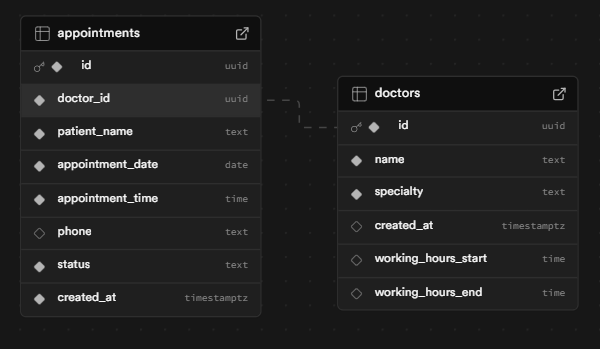 appointments
id uuid
doctor_id uuid
patient_name text
appointment_date date
appointment_time time
phone text
status text
created_at timestamptz
doctors
id uuid
name text
specialty text
created_at timestamptz
working_hours_start time
working_hours_end time